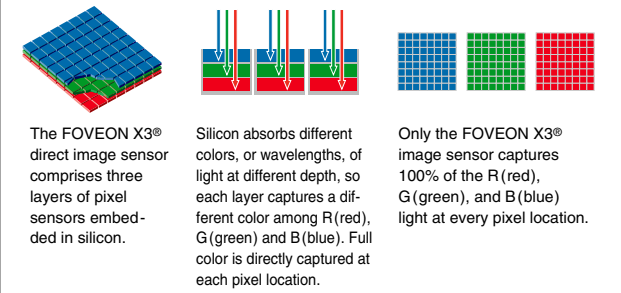 The FOVEON X3®
direct image sensor
comprises three
layers of pixel
sensors embed-
ded in silicon.
Silicon absorbs different
colors, or wavelengths, of
light at different depth, so
each layer captures a dif-
ferent color among R(red),
G(green) and B(blue). Full
color is directly captured at
each pixel location.
Only the FOVEON X3®
image sensor captures
100% of the R(red),
G(green), and B(blue)
light at every pixel location.